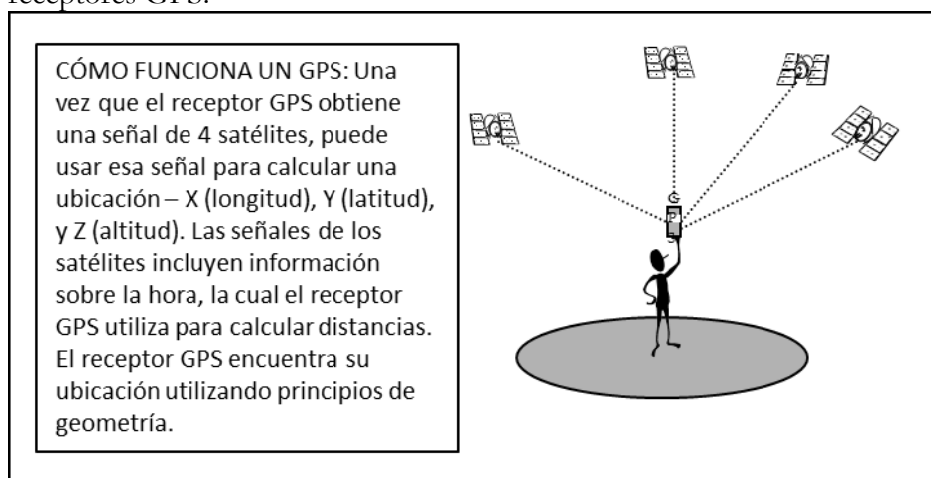 receptores GPS.
CÓMO FUNCIONA UN GPS: Una
vez que el receptor GPS obtiene
una señal de 4 satélites, puede
usar esa señal para calcular una
ubicación – X (longitud), Y (latitud),
y Z (altitud). Las señales de los
satélites incluyen información
sobre la hora, la cual el receptor
GPS utiliza para calcular distancias.
El receptor GPS encuentra su
ubicación utilizando principios de
geometría.
G
P
S